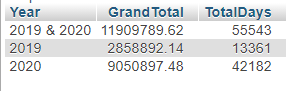 Year GrandTotal TotalDays
2019 & 2020 11909789.62 55543
2019 2858892.14 13361
2020 9050897.48 42182